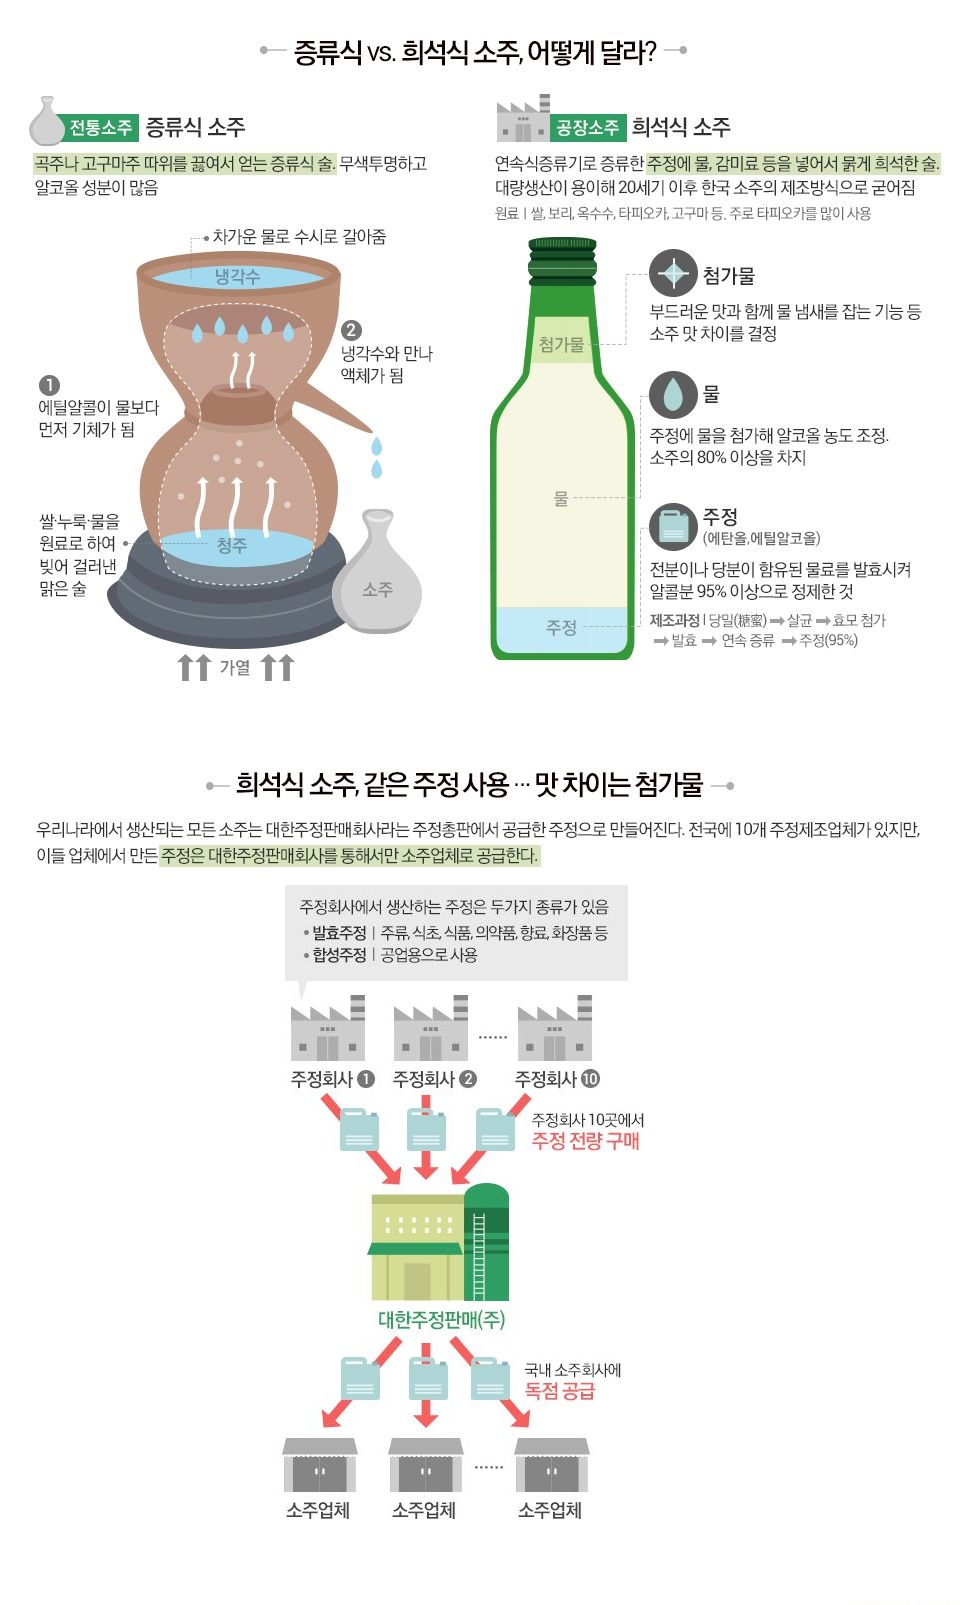 증류식 vs. 희석식 소주, 어떻게 달라?
전통소주 증류식 소주
곡주나 고구마주 따위를 끓여서 얻는 증류식 술. 무색투명하고
알코올 성분이 많음
차가운 물로 수시로 갈아줌
냉각수
2
냉각수와 만나
액체가 됨
1
에틸알콜이 물보다
먼저 기체가 됨
쌀·누룩·물을
원료로 하여
빚어 걸러낸
맑은 술
청주
소주
가열
공장소주 희석식 소주
연속식증류기로 증류한 주정에 물, 감미료 등을 넣어서 묽게 희석한 술.
대량생산이 용이해 20세기 이후 한국 소주의 제조방식으로 굳어짐
원료 | 쌀, 보리, 옥수수, 타피오카, 고구마 등. 주로 타피오카를 많이 사용
첨가물
첨가물
부드러운 맛과 함께 물 냄새를 잡는 기능 등
소주 맛 차이를 결정
물
물
주정에 물을 첨가해 알코올 농도 조정.
소주의 80% 이상을 차지
주정
주정
(에탄올,에틸알코올)
전분이나 당분이 함유된 물료를 발효시켜
알콜분 95% 이상으로 정제한 것
제조과정 | 당밀(糖蜜) ➡ 살균 ➡ 효모 첨가
➡ 발효 ➡ 연속 증류 ➡ 주정(95%)
희석식 소주, 같은 주정 사용 … 맛 차이는 첨가물
우리나라에서 생산되는 모든 소주는 대한주정판매회사라는 주정총판에서 공급한 주정으로 만들어진다. 전국에 10개 주정제조업체가 있지만,
이들 업체에서 만든 주정은 대한주정판매회사를 통해서만 소주업체로 공급한다.
주정회사에서 생산하는 주정은 두가지 종류가 있음
• 발효주정 | 주류, 식초, 식품, 의약품, 향료, 화장품 등
• 합성주정 | 공업용으로 사용
주정회사 1 주정회사 2 ...... 주정회사 10
주정회사 10곳에서
주정 전량 구매
대한주정판매(주)
국내 소주회사에
독점 공급
소주업체 소주업체 ...... 소주업체